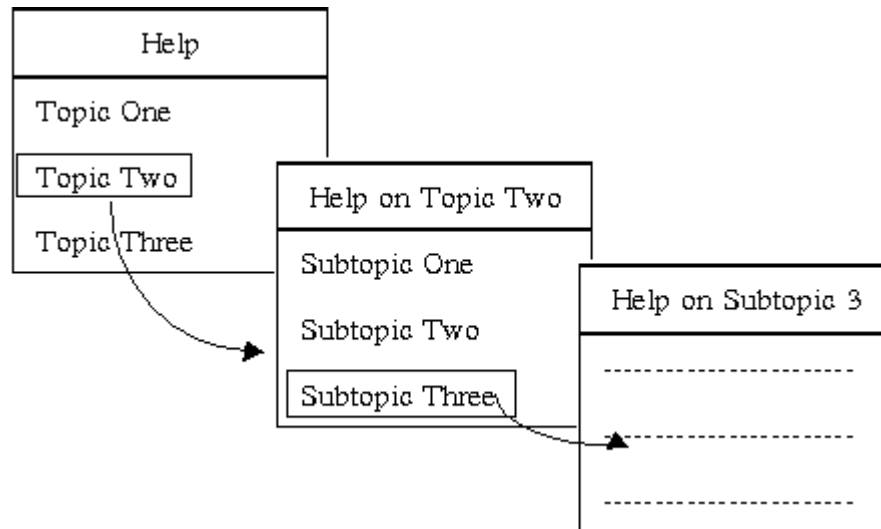 Help
Topic One
Topic Two
Topic Three
Help on Topic Two
Subtopic One
Subtopic Two
Subtopic Three
Help on Subtopic 3